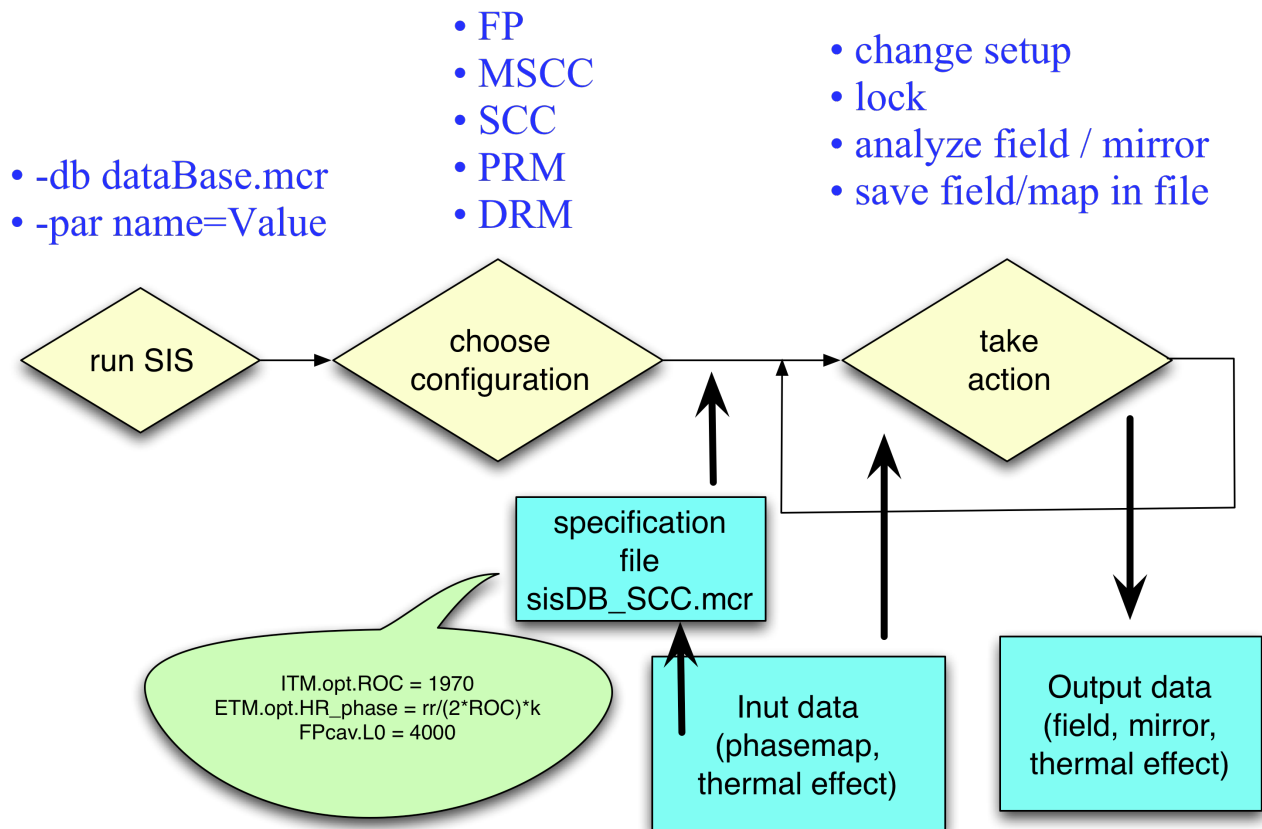 • FP
• MSCC
• SCC
• PRM
• DRM
• change setup
• lock
• analyze field / mirror
• save field/map in file
• -db dataBase.mcr
• -par name=Value
run SIS
choose
configuration
take
action
specification
file
sisDB_SCC.mcr
ITM.opt.ROC = 1970
ETM.opt.HR_phase = rr/(2*ROC)*k
FPcav.L0 = 4000
Inut data
(phasemap,
thermal effect)
Output data
(field, mirror,
thermal effect)